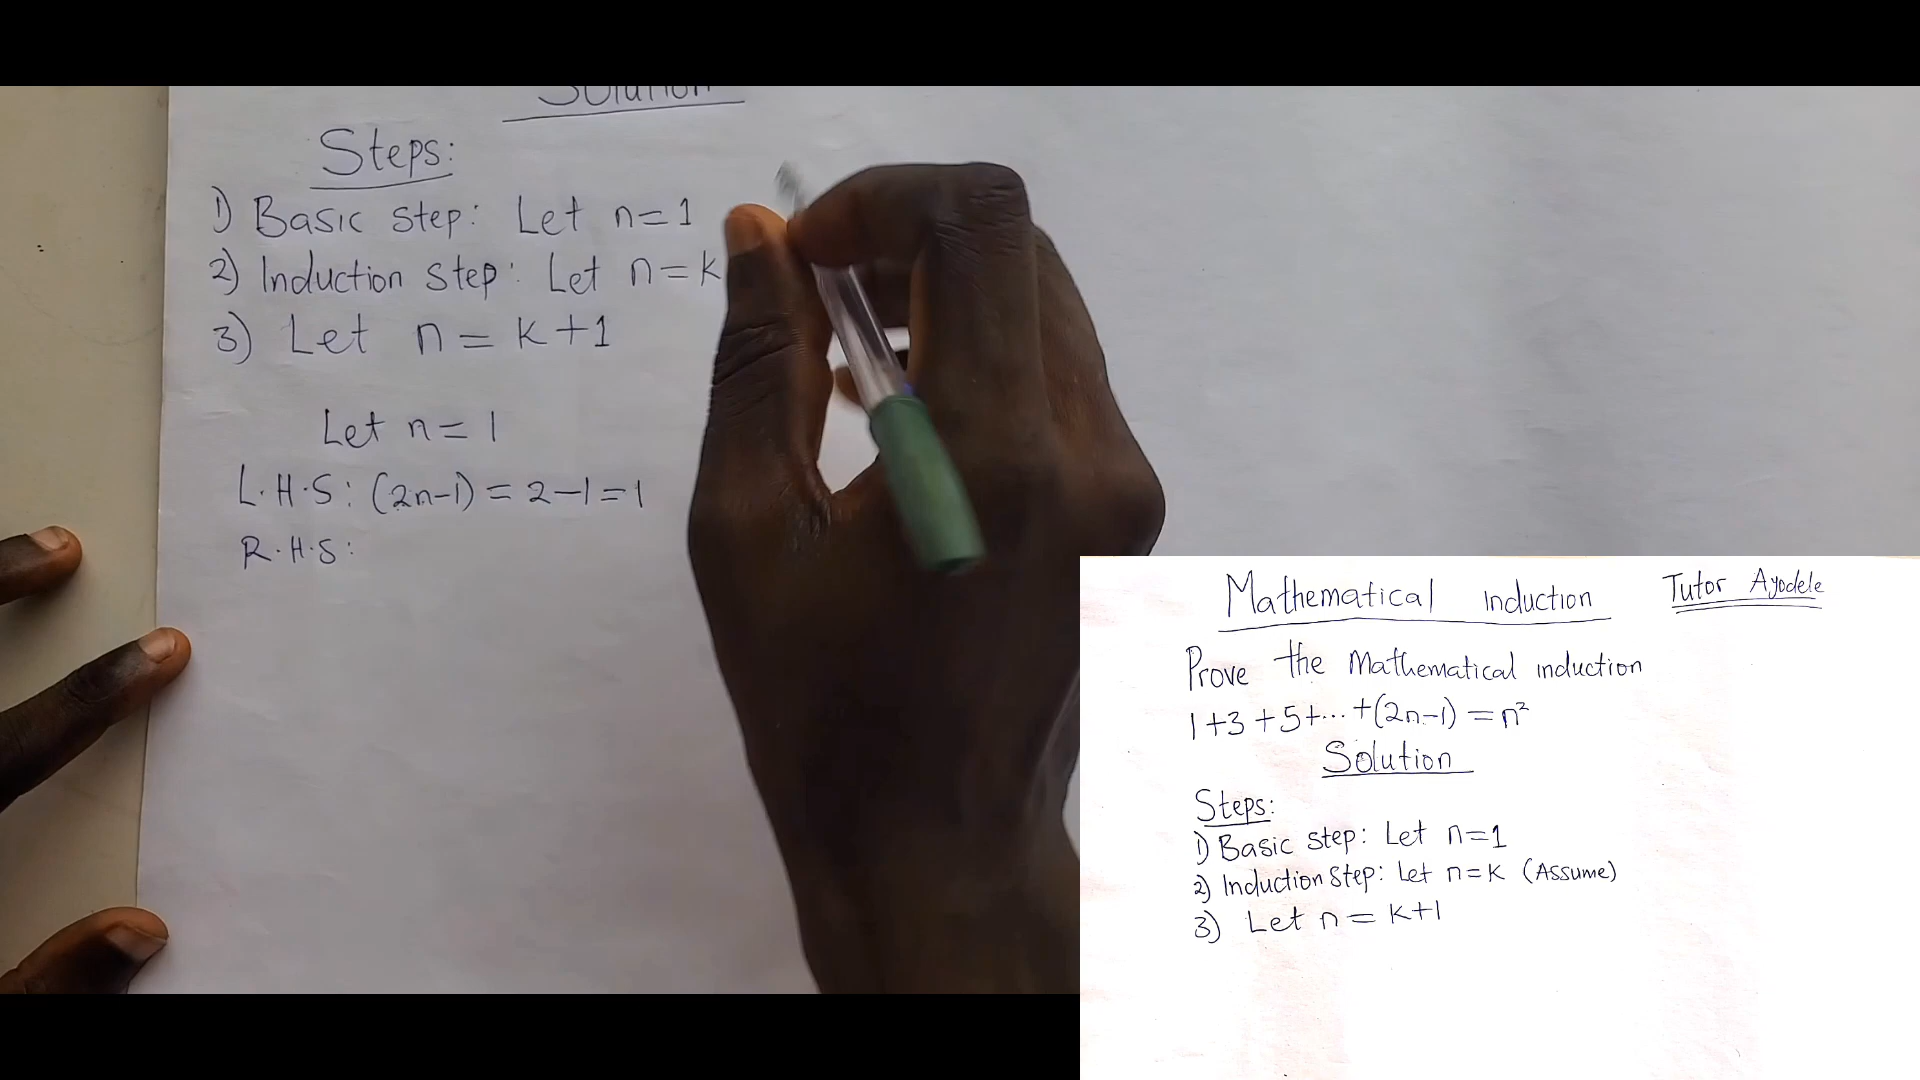 Solution
Steps:
1) Basic step: Let n=1
2) Induction step: Let n=k
3) Let n = k+1
Let n = 1
L.H.S: (2n-1) = 2-1=1
R.H.S:
Mathematical induction
Tutor Ayodele
Prove the Mathematical induction
1+3+5+...+(2n-1) = n²
Solution
Steps:
1) Basic step: Let n=1
2) Induction step: Let n=k (Assume)
3) Let n = k+1